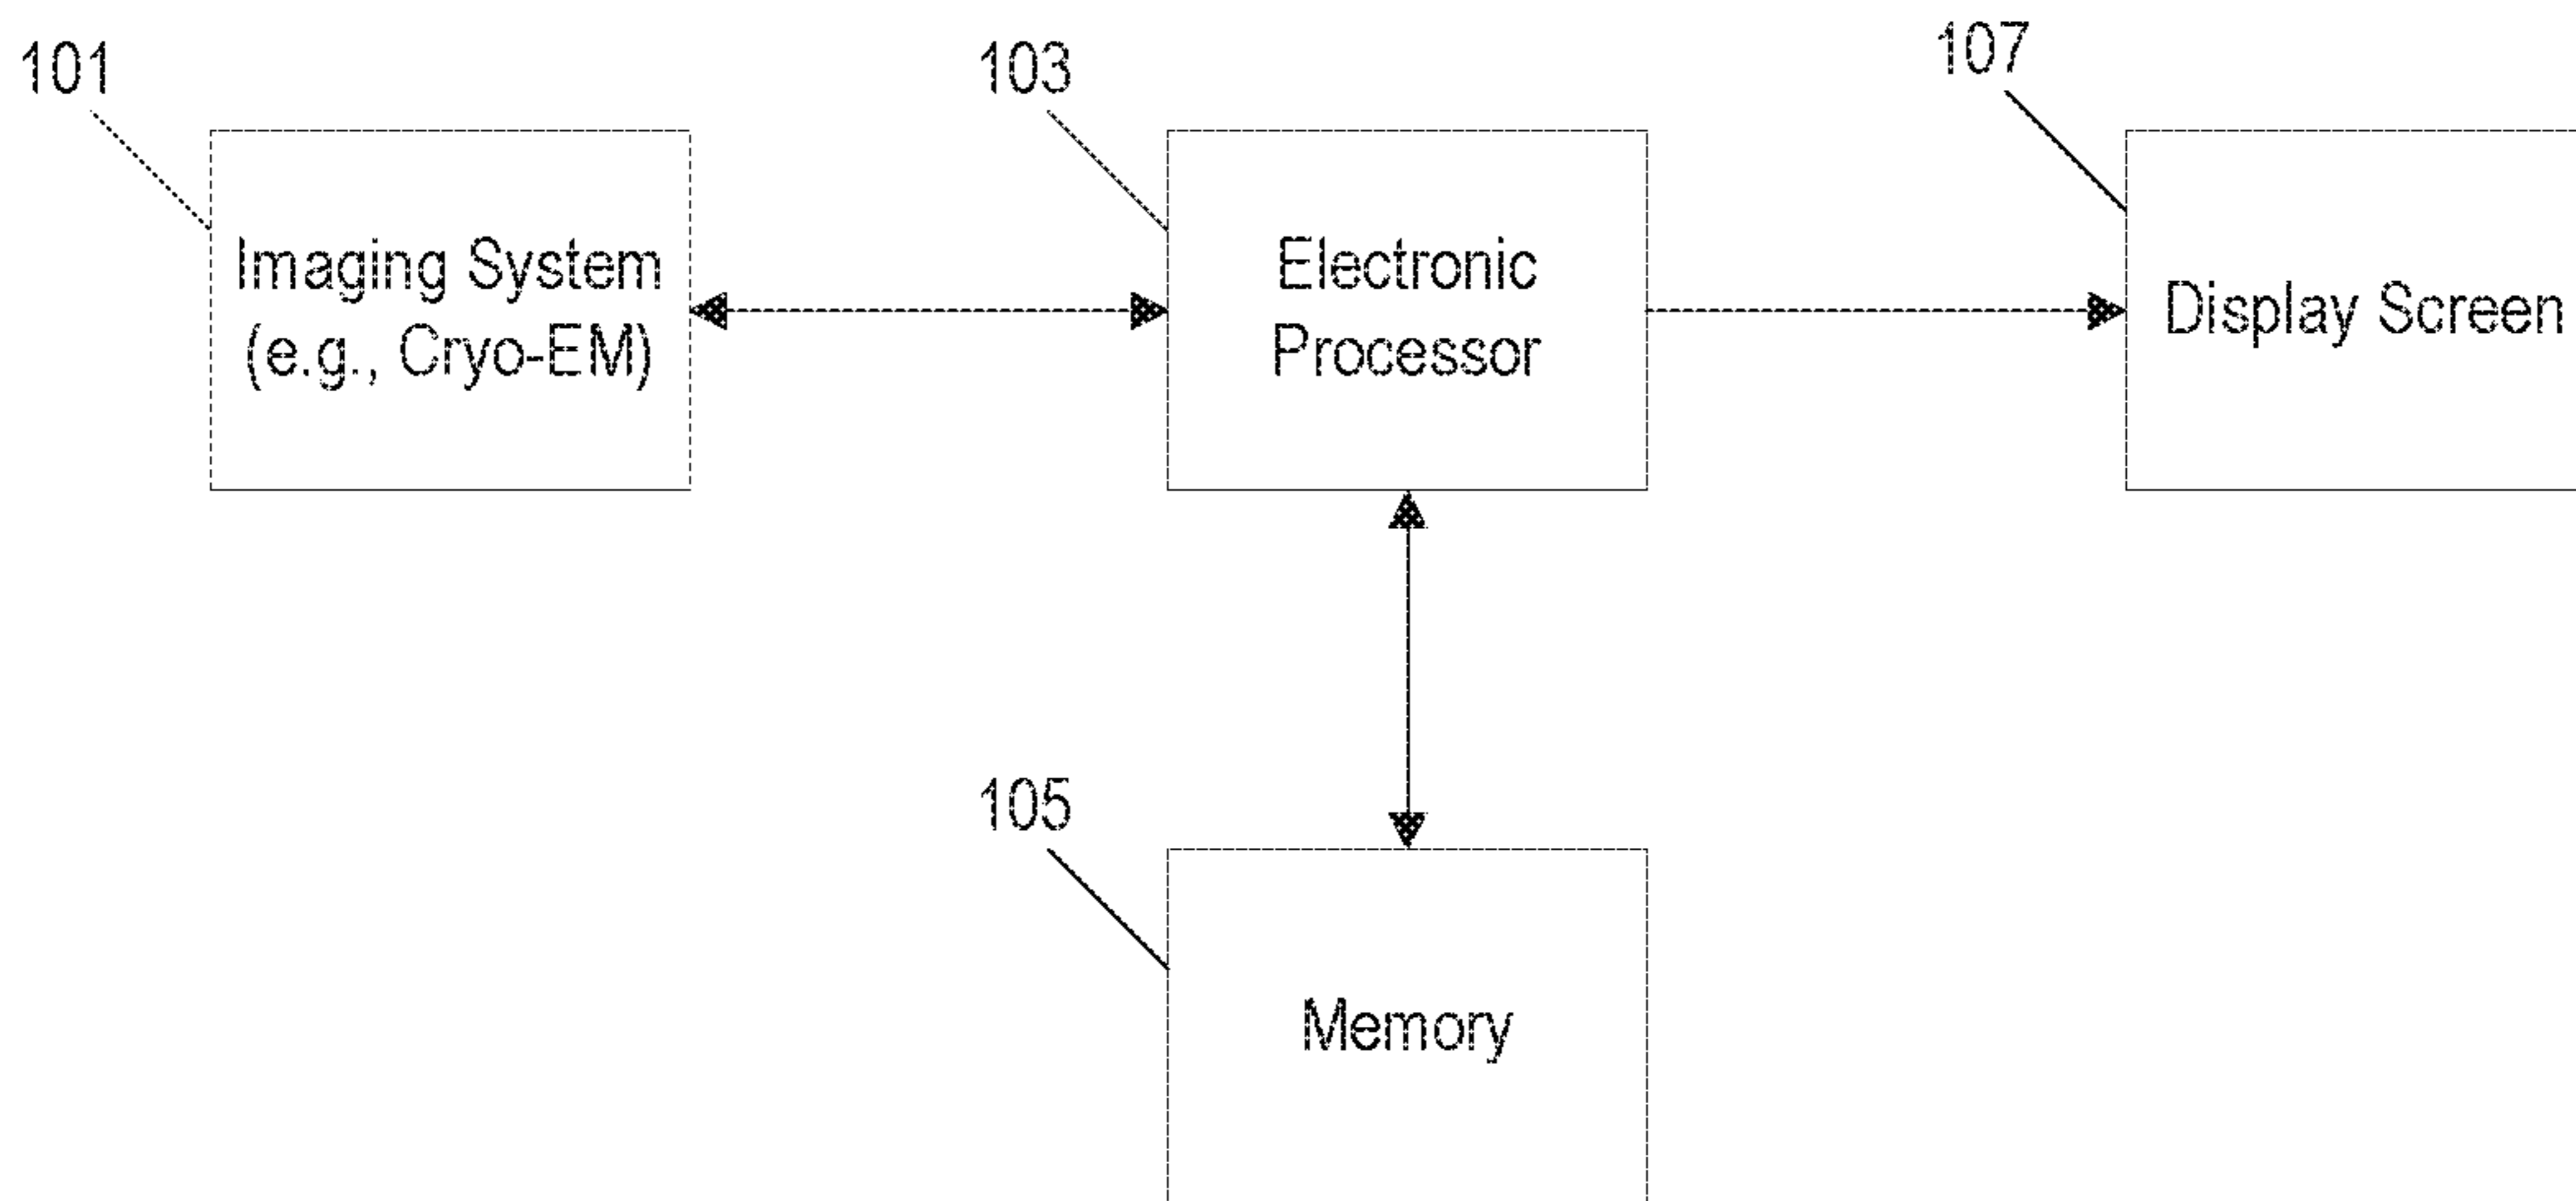 101
Imaging System
(e.g., Cryo-EM)
103
Electronic
Processor
107
Display Screen
105
Memory